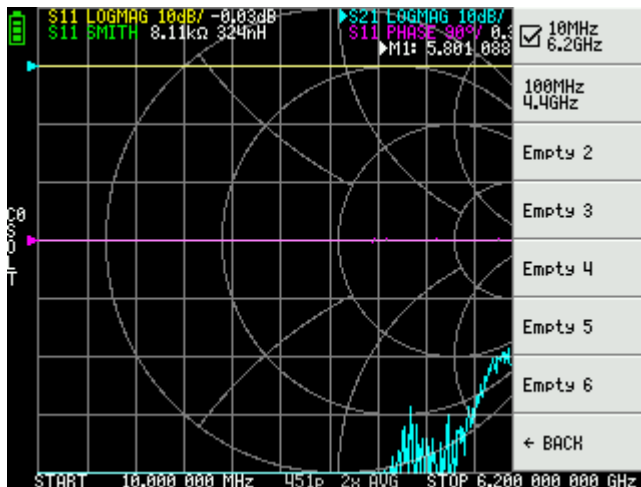 S11 LOGMAG 10dB/ -0.03dB
S21 LOGMAG 10dB/
S11 SMITH 8.11kΩ 324nH
S11 PHASE 90°/ 0.3
M1: 5.801 088
10MHz
6.2GHz
100MHz
4.4GHz
Empty 2
Empty 3
Empty 4
Empty 5
Empty 6
← BACK
C0
S
O
L
T
START 10.000 000 MHz 451p 2x AVG STOP 6.200 000 000 GHz